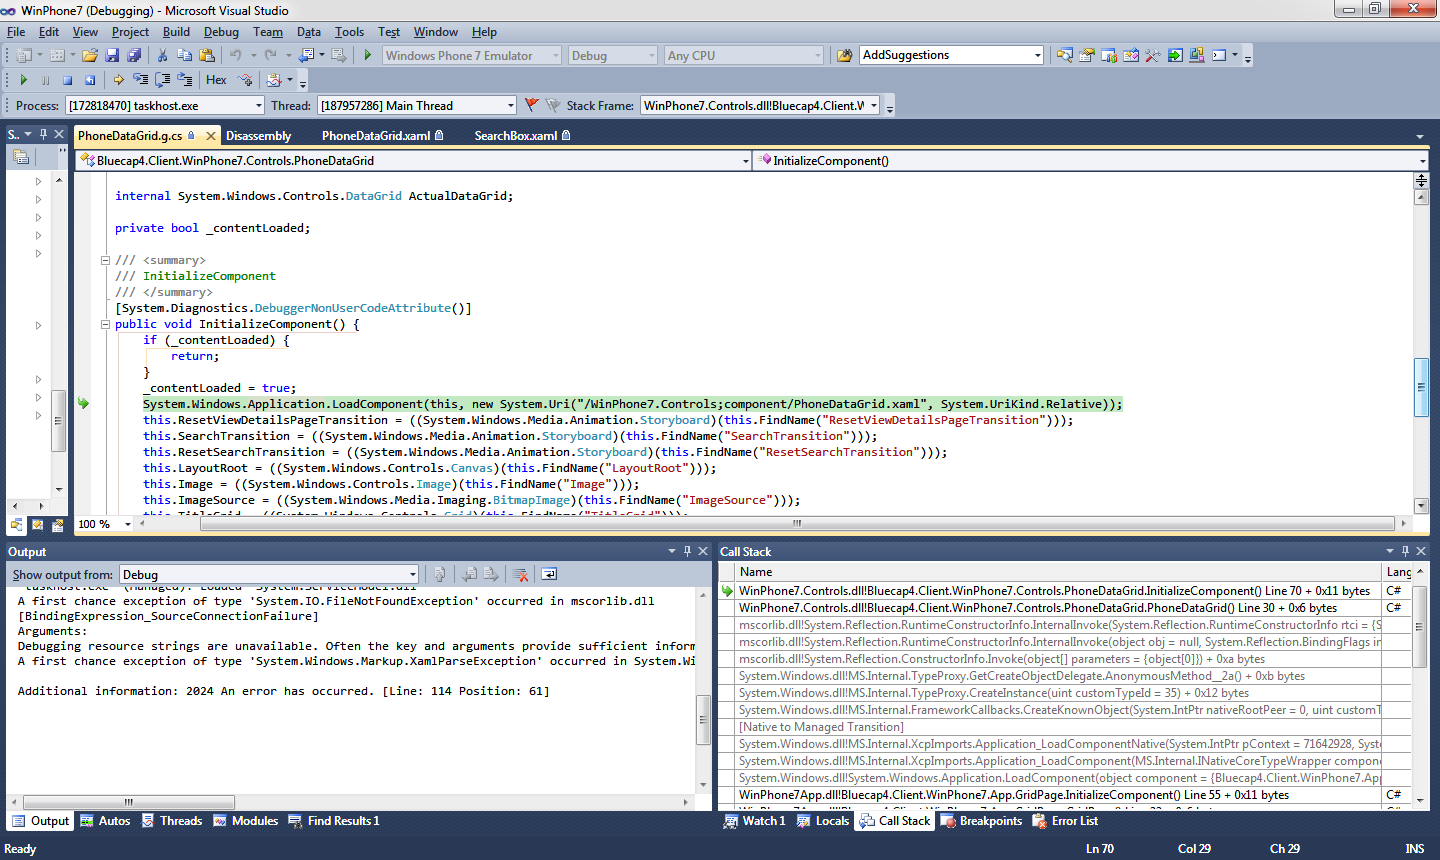 WinPhone7 (Debugging) - Microsoft Visual Studio
File Edit View Project Build Debug Team Data Tools Test Window Help
Windows Phone 7 Emulator Debug Any CPU AddSuggestions
Hex
Process: [172818470] taskhost.exe Thread: [187957286] Main Thread Stack Frame: WinPhone7.Controls.dll!Bluecap4.Client.W
S.. PhoneDataGrid.g.cs Disassembly PhoneDataGrid.xaml SearchBox.xaml
Bluecap4.Client.WinPhone7.Controls.PhoneDataGrid InitializeComponent()
internal System.Windows.Controls.DataGrid ActualDataGrid;
private bool _contentLoaded;
/// <summary>
/// InitializeComponent
/// </summary>
[System.Diagnostics.DebuggerNonUserCodeAttribute()]
public void InitializeComponent() {
if (_contentLoaded) {
return;
}
_contentLoaded = true;
System.Windows.Application.LoadComponent(this, new System.Uri("/WinPhone7.Controls;component/PhoneDataGrid.xaml", System.UriKind.Relative));
this.ResetViewDetailsPageTransition = ((System.Windows.Media.Animation.Storyboard)(this.FindName("ResetViewDetailsPageTransition")));
this.SearchTransition = ((System.Windows.Media.Animation.Storyboard)(this.FindName("SearchTransition")));
this.ResetSearchTransition = ((System.Windows.Media.Animation.Storyboard)(this.FindName("ResetSearchTransition")));
this.LayoutRoot = ((System.Windows.Controls.Canvas)(this.FindName("LayoutRoot")));
this.Image = ((System.Windows.Controls.Image)(this.FindName("Image")));
this.ImageSource = ((System.Windows.Media.Imaging.BitmapImage)(this.FindName("ImageSource")));
this.TitleGrid = ((System.Windows.Controls.Grid)(this.FindName("TitleGrid")));
100 %
Output
Show output from: Debug
'taskhost.exe' (Managed): Loaded 'System.ServiceModel.dll'
A first chance exception of type 'System.IO.FileNotFoundException' occurred in mscorlib.dll
[BindingExpression_SourceConnectionFailure]
Arguments:
Debugging resource strings are unavailable. Often the key and arguments provide sufficient inform
A first chance exception of type 'System.Windows.Markup.XamlParseException' occurred in System.Wi
Additional information: 2024 An error has occurred. [Line: 114 Position: 61]
Output Autos Threads Modules Find Results 1
Call Stack
Name Lang
WinPhone7.Controls.dll!Bluecap4.Client.WinPhone7.Controls.PhoneDataGrid.InitializeComponent() Line 70 + 0x11 bytes C#
WinPhone7.Controls.dll!Bluecap4.Client.WinPhone7.Controls.PhoneDataGrid.PhoneDataGrid() Line 30 + 0x6 bytes C#
mscorlib.dll!System.Reflection.RuntimeConstructorInfo.InternalInvoke(System.Reflection.RuntimeConstructorInfo rtci = {S
mscorlib.dll!System.Reflection.RuntimeConstructorInfo.InternalInvoke(object obj = null, System.Reflection.BindingFlags in
mscorlib.dll!System.Reflection.ConstructorInfo.Invoke(object[] parameters = {object[0]}) + 0xa bytes
System.Windows.dll!MS.Internal.TypeProxy.GetCreateObjectDelegate.AnonymousMethod__2a() + 0xb bytes
System.Windows.dll!MS.Internal.TypeProxy.CreateInstance(uint customTypeId = 35) + 0x12 bytes
System.Windows.dll!MS.Internal.FrameworkCallbacks.CreateKnownObject(System.IntPtr nativeRootPeer = 0, uint customT
[Native to Managed Transition]
System.Windows.dll!MS.Internal.XcpImports.Application_LoadComponentNative(System.IntPtr pContext = 71642928, Syste
System.Windows.dll!MS.Internal.XcpImports.Application_LoadComponent(MS.Internal.INativeCoreTypeWrapper compone
System.Windows.dll!System.Windows.Application.LoadComponent(object component = {Bluecap4.Client.WinPhone7.App
WinPhone7App.dll!Bluecap4.Client.WinPhone7.App.GridPage.InitializeComponent() Line 55 + 0x11 bytes C#
Watch 1 Locals Call Stack Breakpoints Error List
Ready Ln 70 Col 29 Ch 29 INS